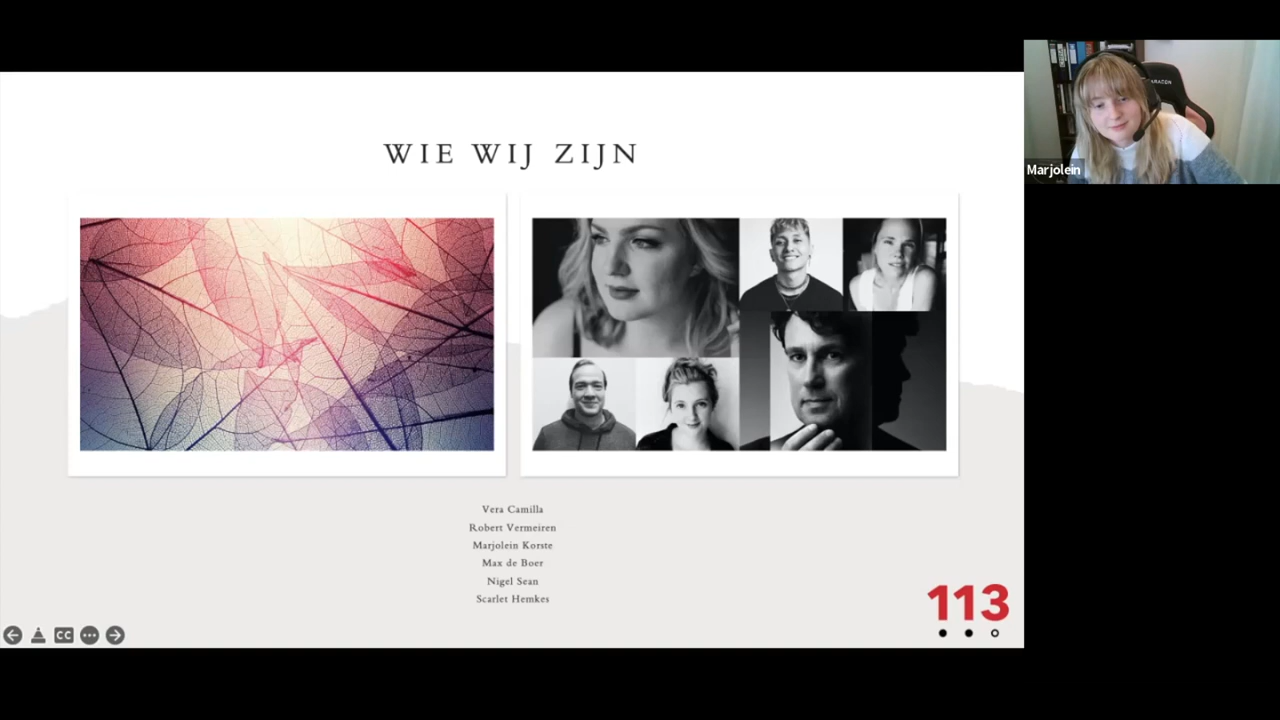 WIE WIJ ZIJN
Marjolein
Vera Camilla
Robert Vermeiren
Marjolein Korste
Max de Boer
Nigel Sean
Scarlet Hemkes
113
CC